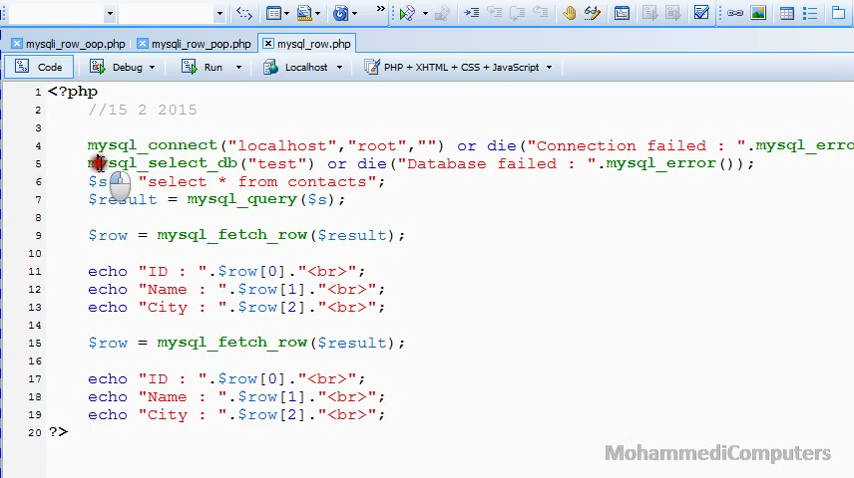 mysqli_row_oop.php mysqli_row_pop.php mysql_row.php
Code Debug Run Localhost PHP + XHTML + CSS + JavaScript
1 <?php
2 //15 2 2015
3
4 mysql_connect("localhost","root","") or die("Connection failed : ".mysql_erro
5 mysql_select_db("test") or die("Database failed : ".mysql_error());
6 $s "select * from contacts";
7 $result = mysql_query($s);
8
9 $row = mysql_fetch_row($result);
10
11 echo "ID : ".$row[0]."<br>";
12 echo "Name : ".$row[1]."<br>";
13 echo "City : ".$row[2]."<br>";
14
15 $row = mysql_fetch_row($result);
16
17 echo "ID : ".$row[0]."<br>";
18 echo "Name : ".$row[1]."<br>";
19 echo "City : ".$row[2]."<br>";
20 ?>
MohammediComputers